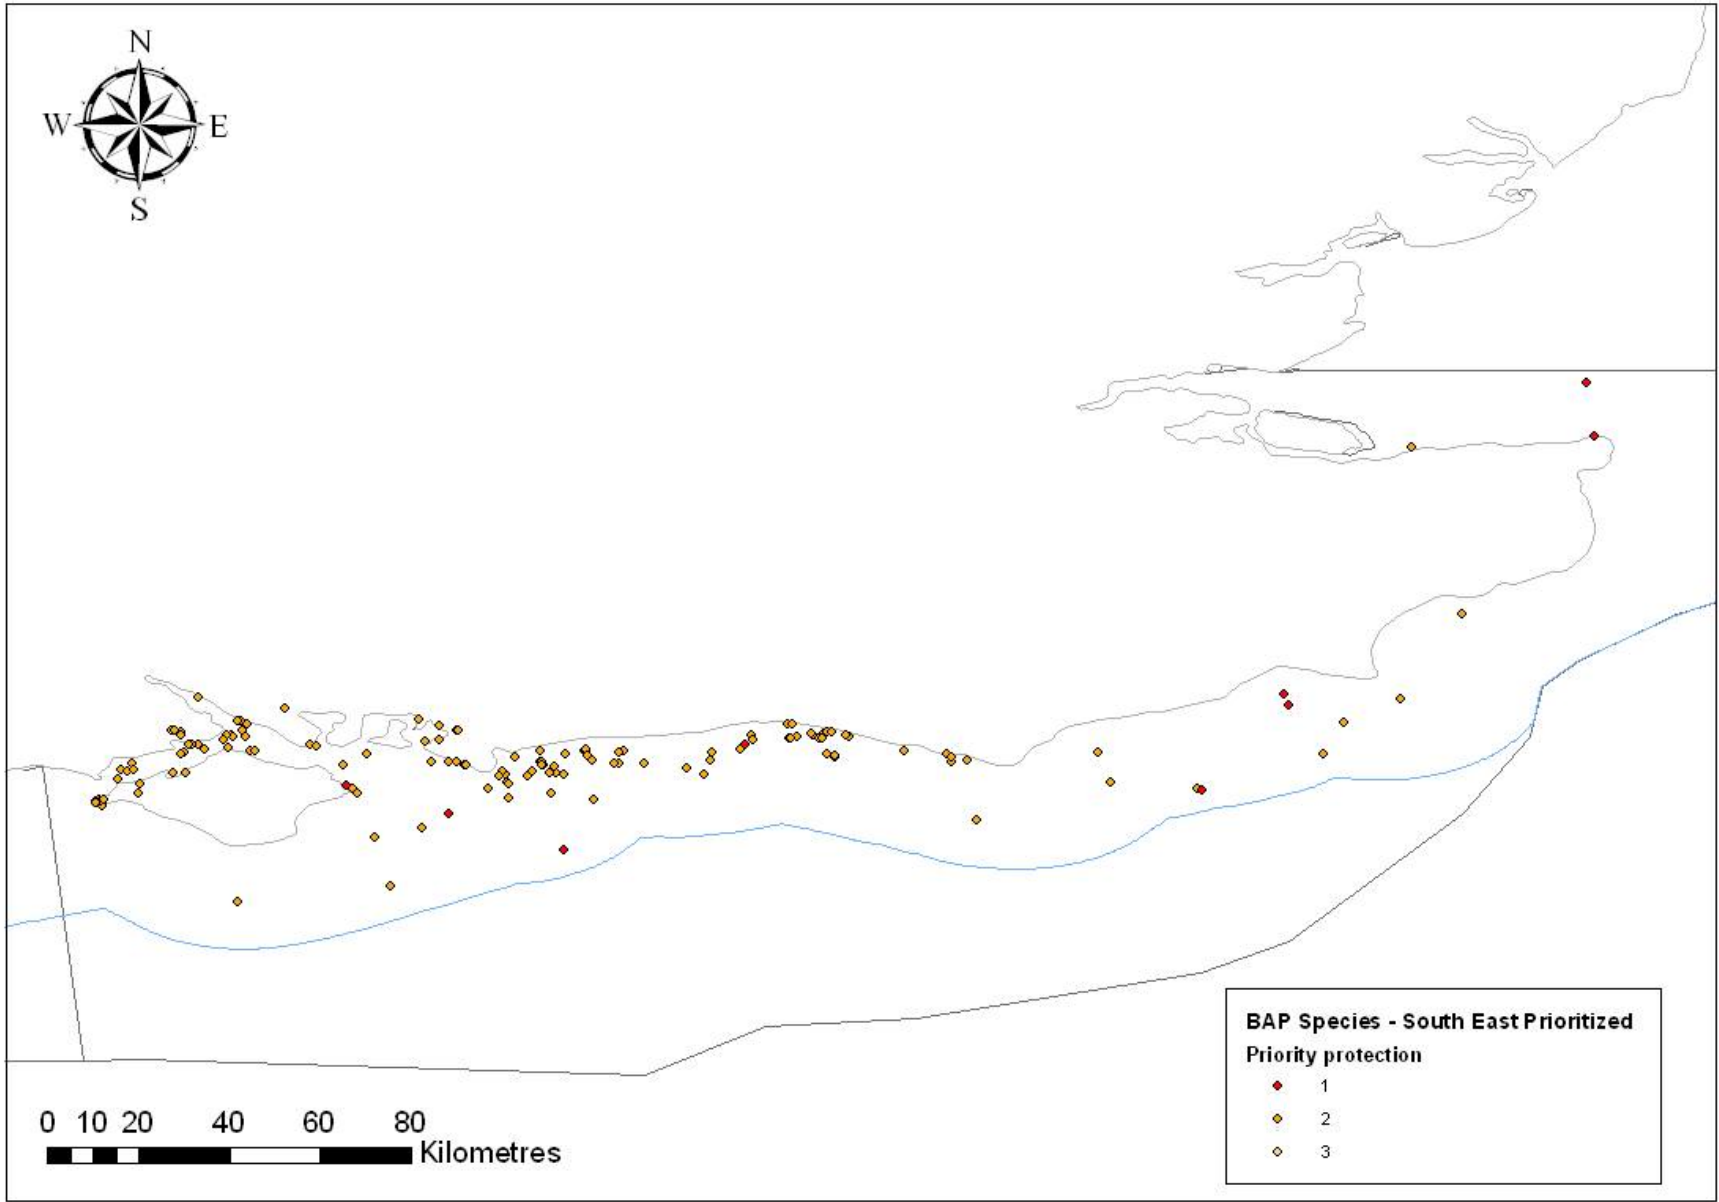 N
W E
S
0 10 20 40 60 80
Kilometres
BAP Species - South East Prioritized
Priority protection
1
2
3